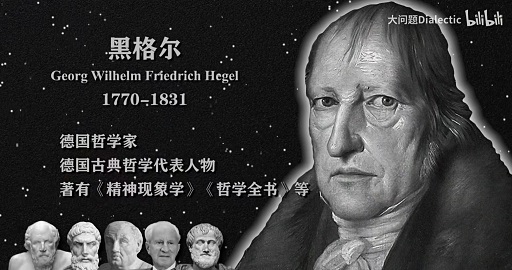 大问题Dialectic bilibili
黑格尔
Georg Wilhelm Friedrich Hegel
1770-1831
德国哲学家
德国古典哲学代表人物
著有《精神现象学》《哲学全书》等